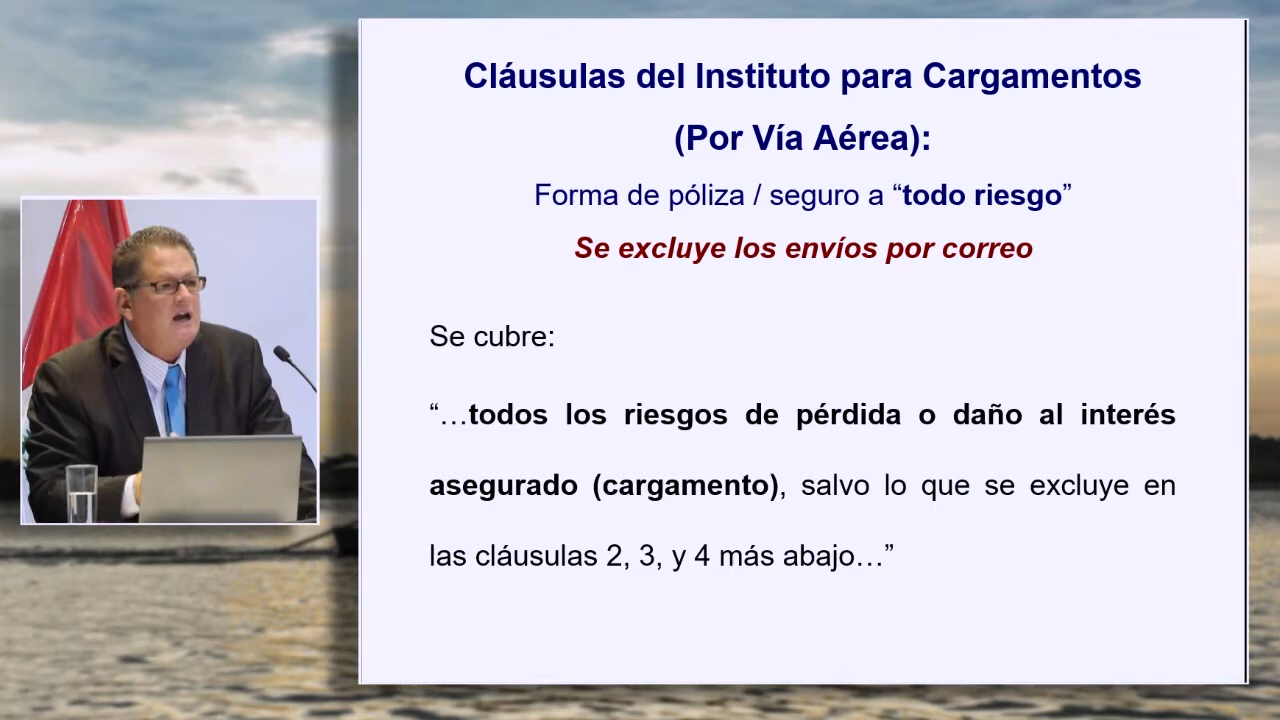 Cláusulas del Instituto para Cargamentos
(Por Vía Aérea):
Forma de póliza / seguro a “todo riesgo”
Se excluye los envíos por correo
Se cubre:
“…todos los riesgos de pérdida o daño al interés
asegurado (cargamento), salvo lo que se excluye en
las cláusulas 2, 3, y 4 más abajo…”